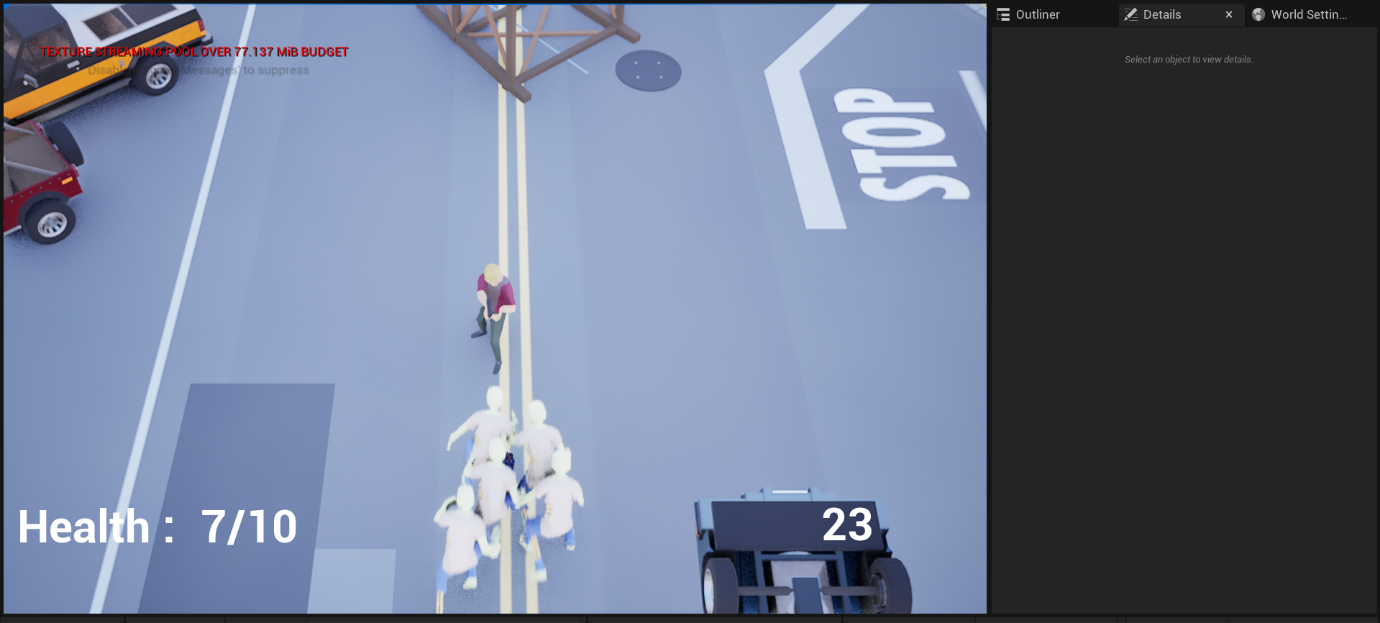 Outliner
Details
World Settin...
TEXTURE STREAMING POOL OVER 77.137 MiB BUDGET
Messages' to suppress
Select an object to view details.
STOP
Health : 7/10
23